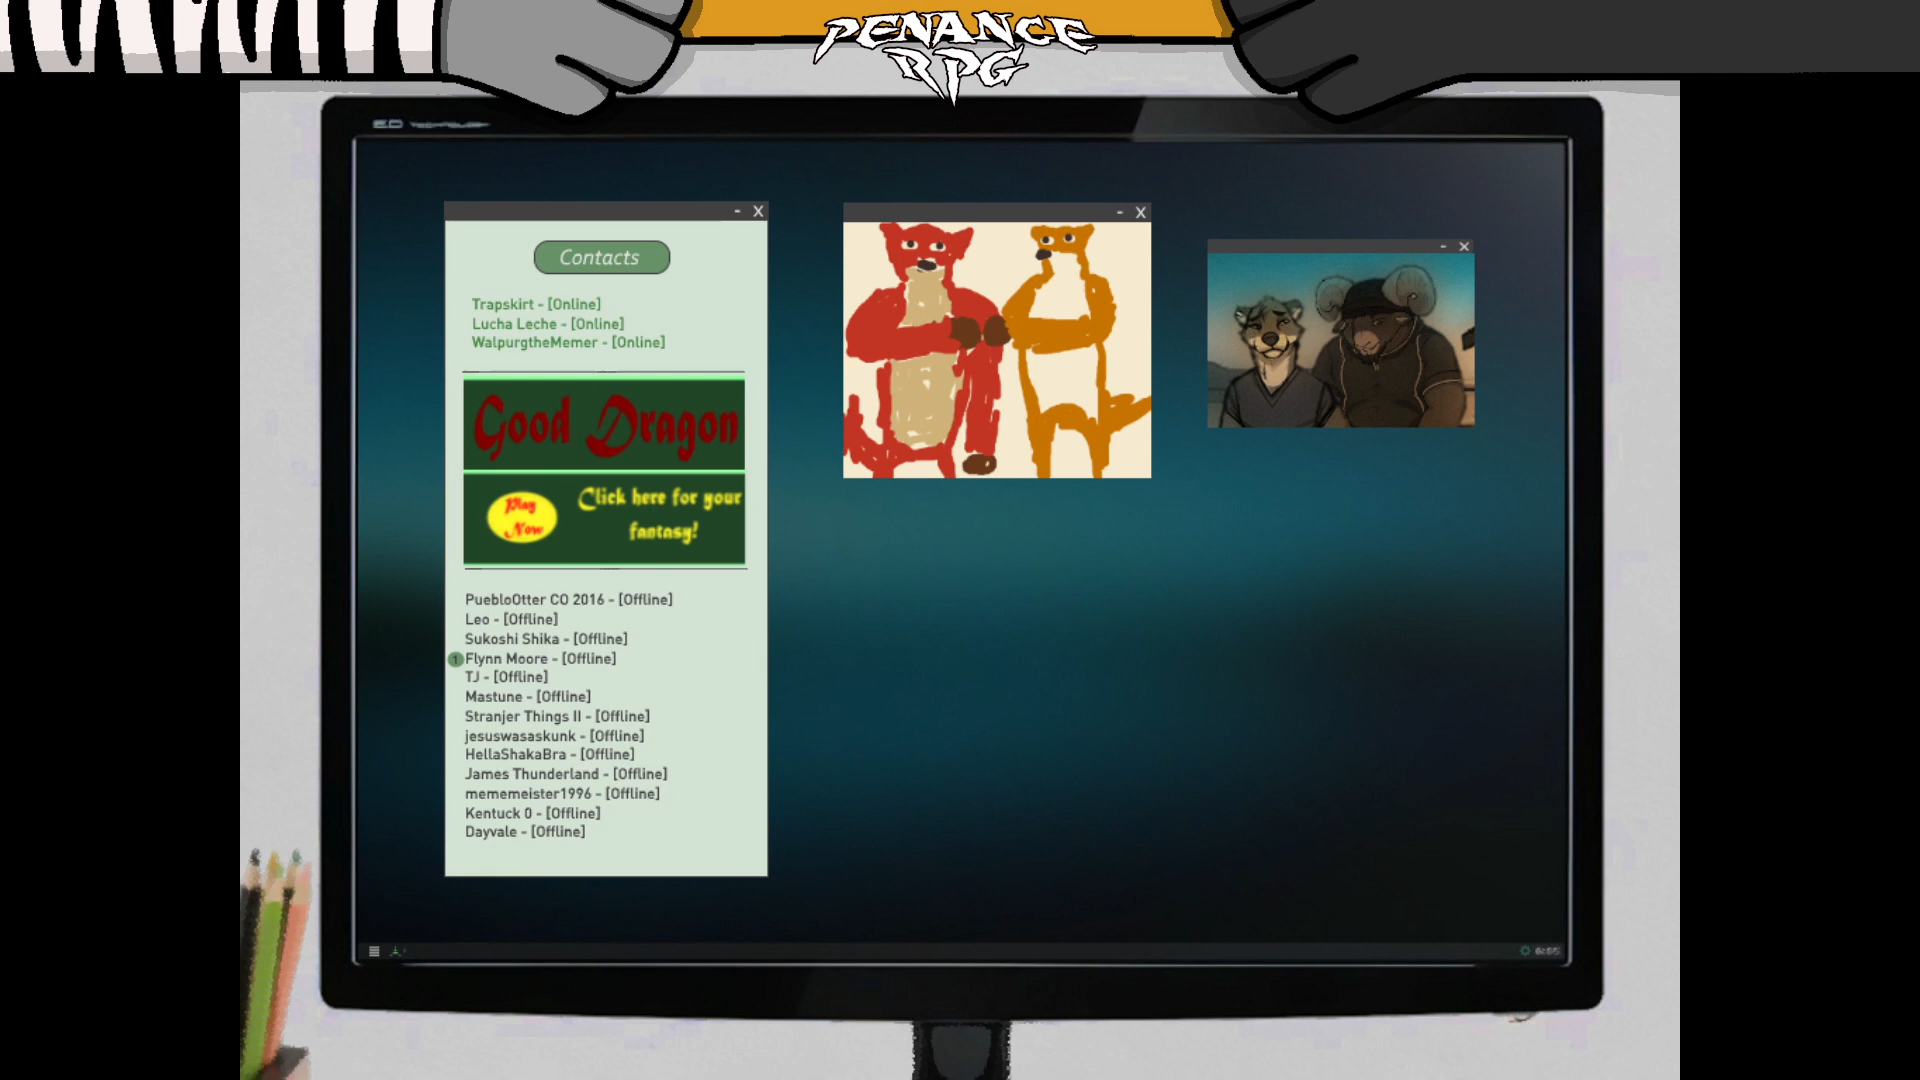 PENANCE
RPG
- X
Contacts
Trapskirt - [Online]
Lucha Leche - [Online]
WalpurgtheMemer - [Online]
Good Dragon
Play
Now
Click here for your
fantasy!
PuebloOtter CO 2016 - [Offline]
Leo - [Offline]
Sukoshi Shika - [Offline]
1 Flynn Moore - [Offline]
TJ - [Offline]
Mastune - [Offline]
Stranjer Things II - [Offline]
jesuswasaskunk - [Offline]
HellaShakaBra - [Offline]
James Thunderland - [Offline]
mememeister1996 - [Offline]
Kentuck 0 - [Offline]
Dayvale - [Offline]
- X
- X